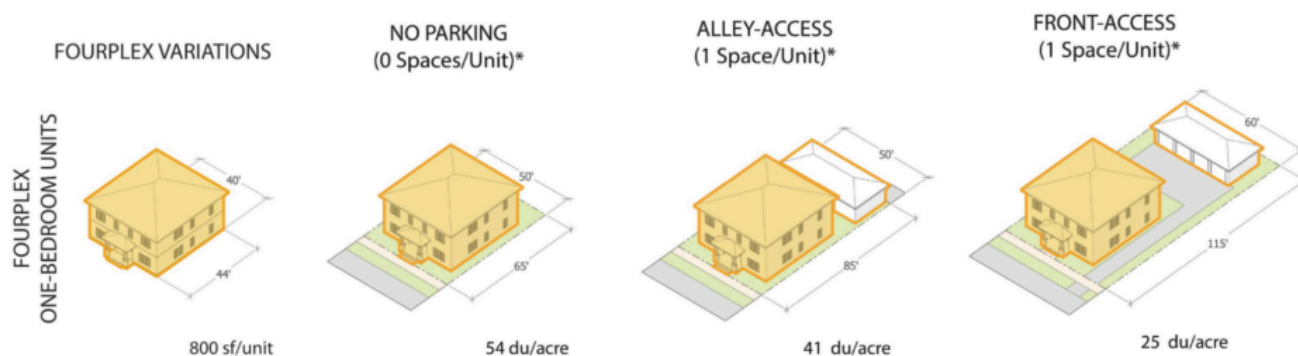 FOURPLEX VARIATIONS
NO PARKING
(0 Spaces/Unit)*
ALLEY-ACCESS
(1 Space/Unit)*
FRONT-ACCESS
(1 Space/Unit)*
FOURPLEX
ONE-BEDROOM UNITS
40'
44'
50'
65'
50'
85'
60'
115'
800 sf/unit
54 du/acre
41 du/acre
25 du/acre